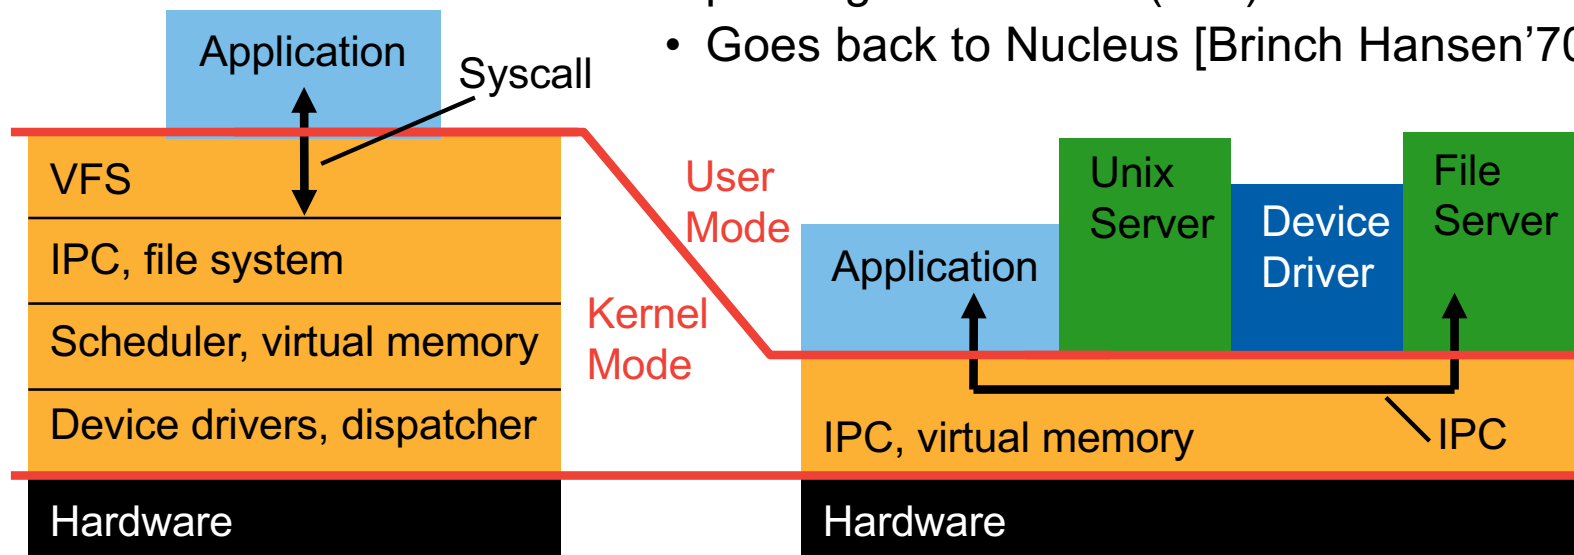 • Goes back to Nucleus [Brinch Hansen'70
Application
Syscall
VFS
IPC, file system
Scheduler, virtual memory
Device drivers, dispatcher
Hardware
User
Mode
Kernel
Mode
Application
Unix
Server
Device
Driver
File
Server
IPC, virtual memory
IPC
Hardware